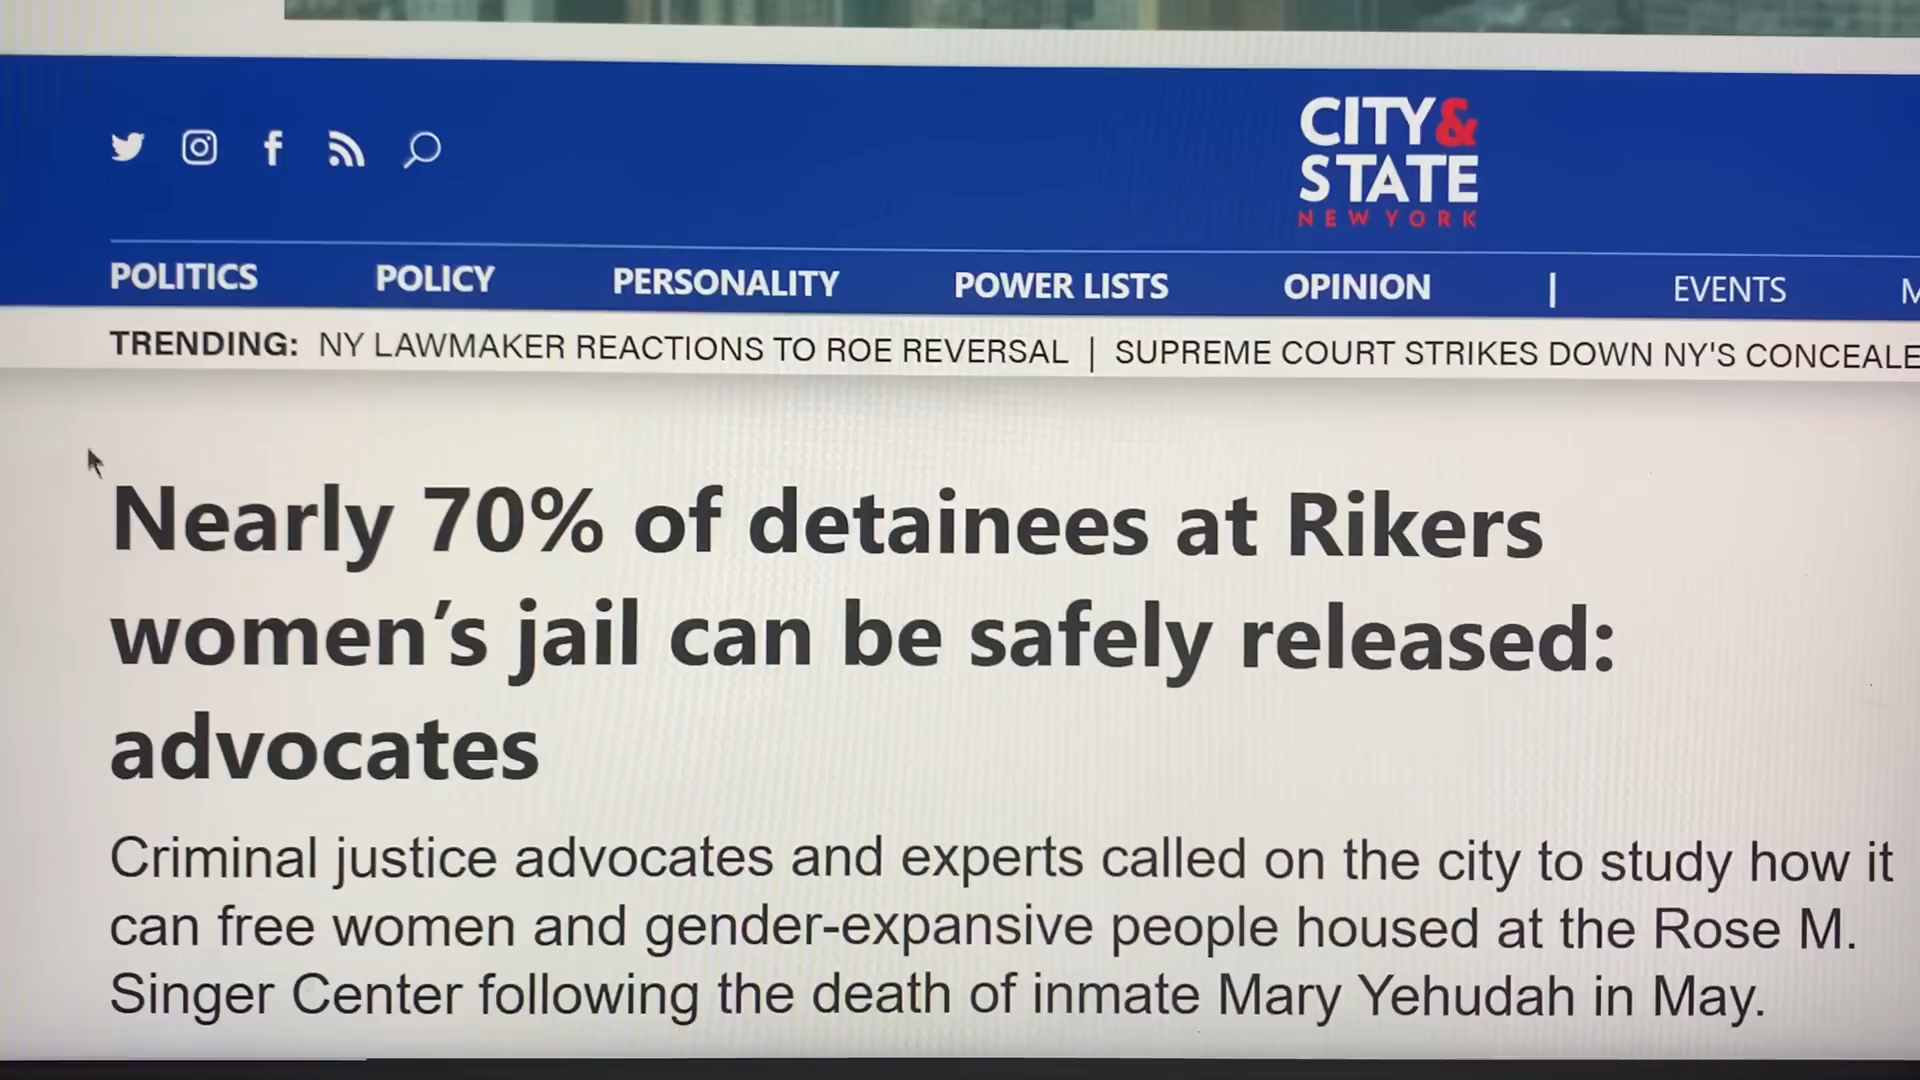 CITY&
STATE
NEW YORK
POLITICS POLICY PERSONALITY POWER LISTS OPINION | EVENTS M
TRENDING: NY LAWMAKER REACTIONS TO ROE REVERSAL | SUPREME COURT STRIKES DOWN NY'S CONCEALE
Nearly 70% of detainees at Rikers
women’s jail can be safely released:
advocates
Criminal justice advocates and experts called on the city to study how it
can free women and gender-expansive people housed at the Rose M.
Singer Center following the death of inmate Mary Yehudah in May.